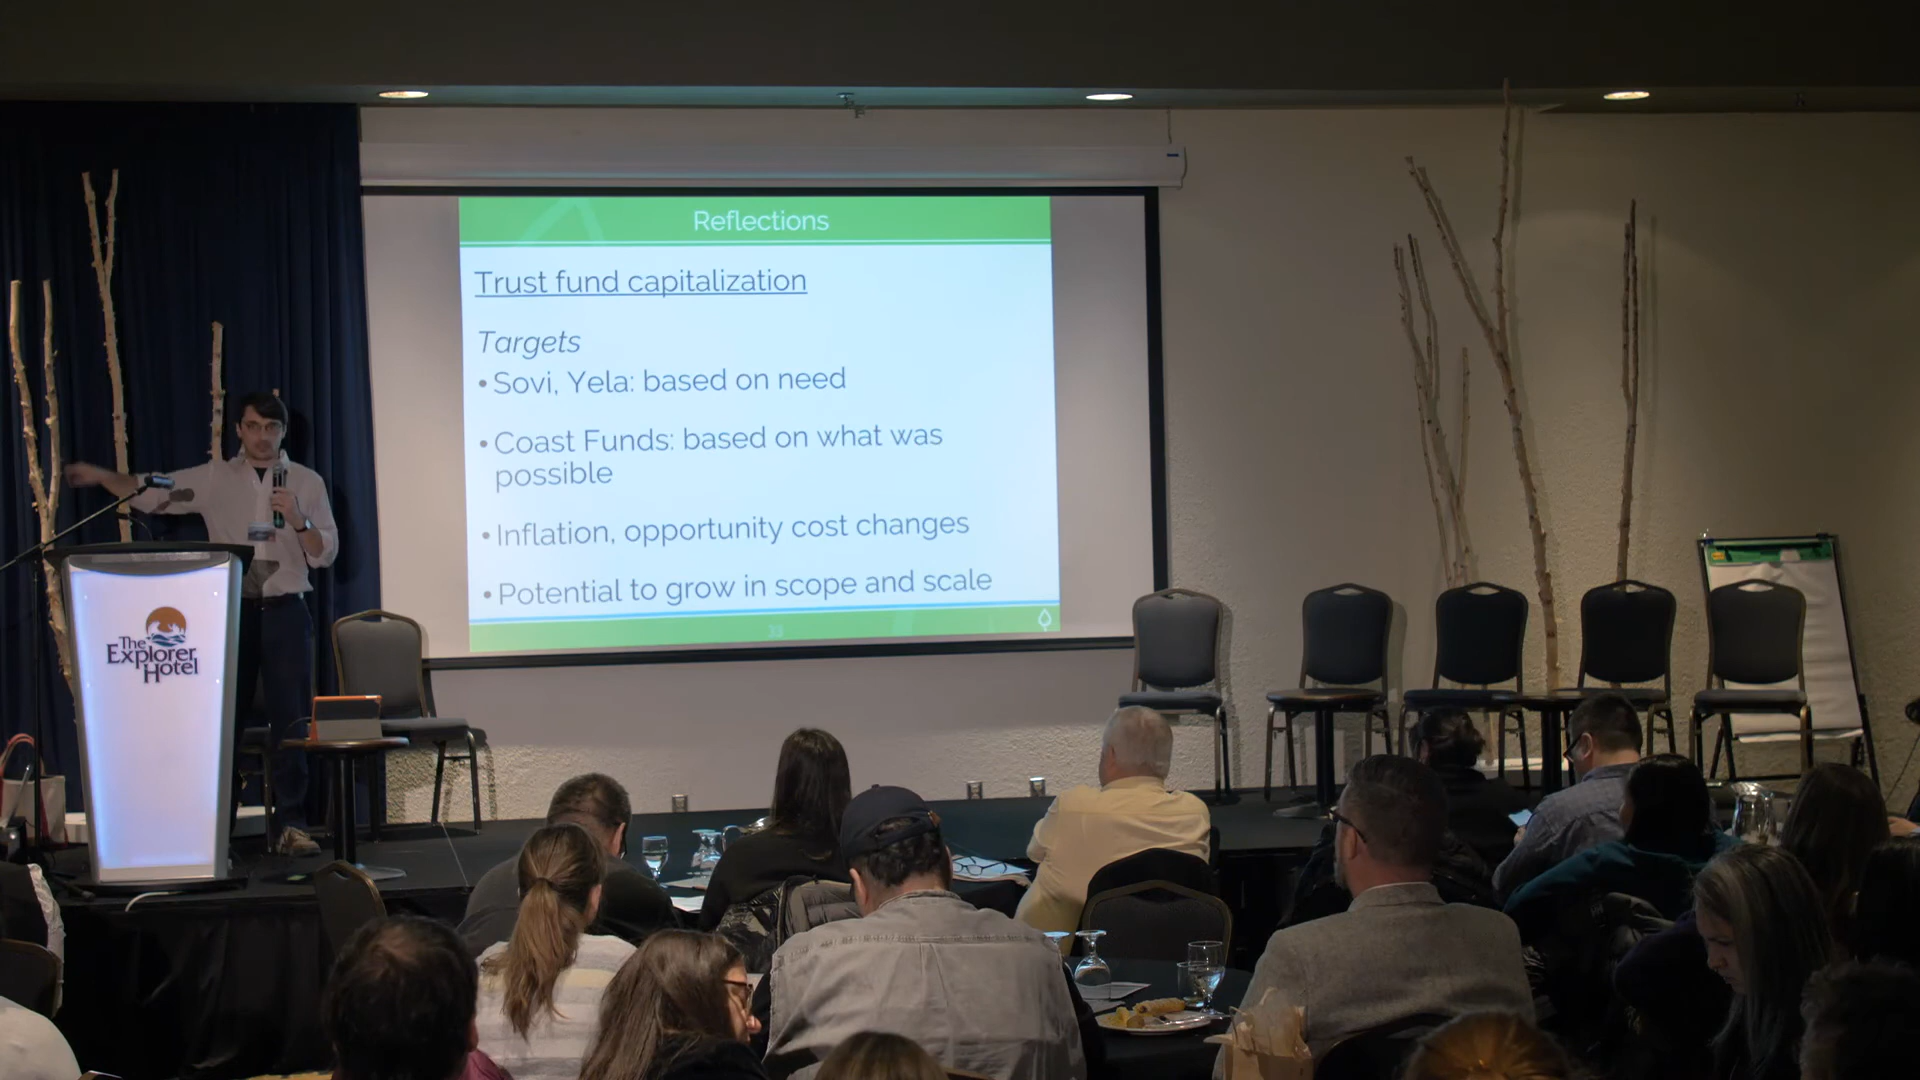 Reflections
Trust fund capitalization
Targets
• Sovi, Yela: based on need
• Coast Funds: based on what was
possible
• Inflation, opportunity cost changes
• Potential to grow in scope and scale
33
The
Explorer
Hotel